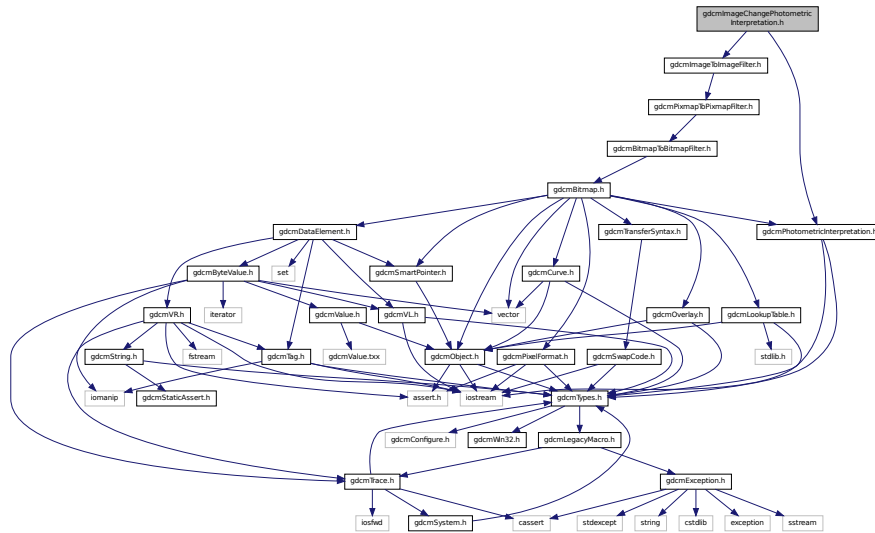 gdcmImageChangePhotometric
Interpretation.h
gdcmImageToImageFilter.h
gdcmPixmapToPixmapFilter.h
gdcmBitmapToBitmapFilter.h
gdcmBitmap.h
gdcmDataElement.h
gdcmTransferSyntax.h
gdcmPhotometricInterpretation.h
gdcmByteValue.h
set
gdcmSmartPointer.h
gdcmCurve.h
gdcmVR.h
iterator
gdcmValue.h
gdcmVL.h
vector
gdcmOverlay.h
gdcmLookupTable.h
gdcmString.h
fstream
gdcmTag.h
gdcmValue.txx
gdcmObject.h
gdcmPixelFormat.h
gdcmSwapCode.h
stdlib.h
iomanip
gdcmStaticAssert.h
assert.h
iostream
gdcmTypes.h
gdcmConfigure.h
gdcmWin32.h
gdcmLegacyMacro.h
gdcmTrace.h
gdcmException.h
iosfwd
gdcmSystem.h
cassert
stdexcept
string
cstdlib
exception
sstream